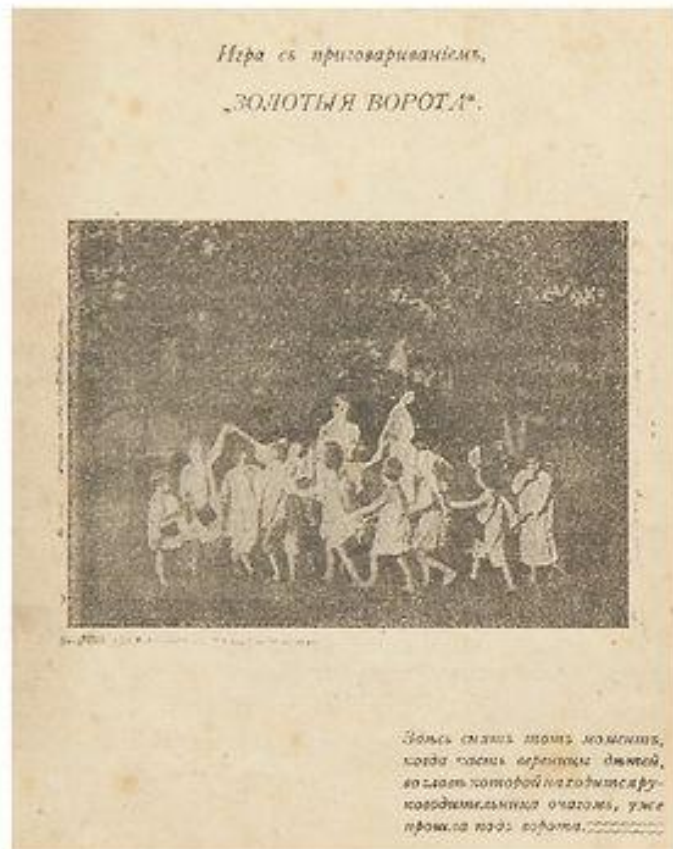 Игра съ приговариваніемъ,
„ЗОЛОТЫЯ ВОРОТА“.
Здѣсь снятъ тотъ моментъ,
когда часть вереницы дѣтей,
во главѣ которой находится ру-
ководительница очагомъ, уже
прошла подъ ворота.